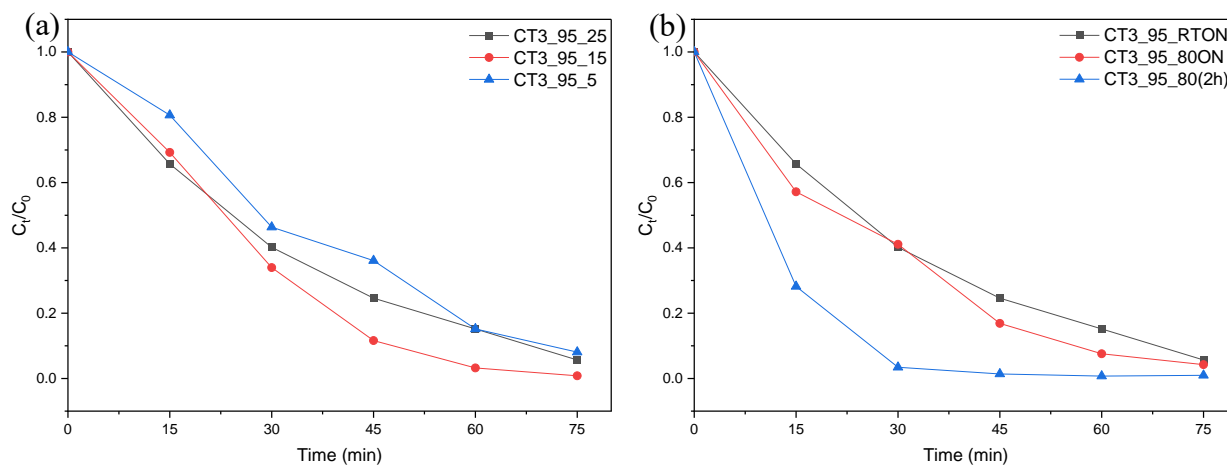 (a)
CT3_95_25
CT3_95_15
CT3_95_5
1.0
0.8
0.6
0.4
0.2
0.0
Cₜ/C₀
0 15 30 45 60 75
Time (min)
(b)
CT3_95_RTON
CT3_95_80ON
CT3_95_80(2h)
1.0
0.8
0.6
0.4
0.2
0.0
Cₜ/C₀
0 15 30 45 60 75
Time (min)